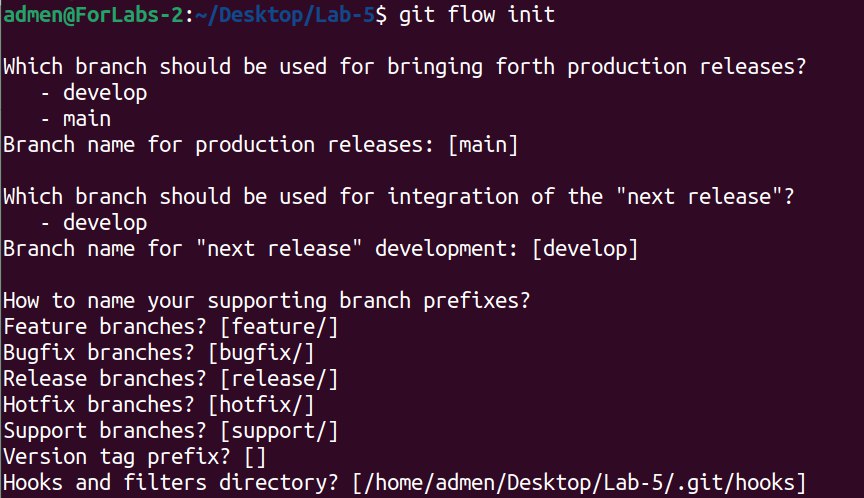 admen@ForLabs-2:~/Desktop/Lab-5$ git flow init

Which branch should be used for bringing forth production releases?
   - develop
   - main
Branch name for production releases: [main]

Which branch should be used for integration of the "next release"?
   - develop
Branch name for "next release" development: [develop]

How to name your supporting branch prefixes?
Feature branches? [feature/]
Bugfix branches? [bugfix/]
Release branches? [release/]
Hotfix branches? [hotfix/]
Support branches? [support/]
Version tag prefix? []
Hooks and filters directory? [/home/admen/Desktop/Lab-5/.git/hooks]